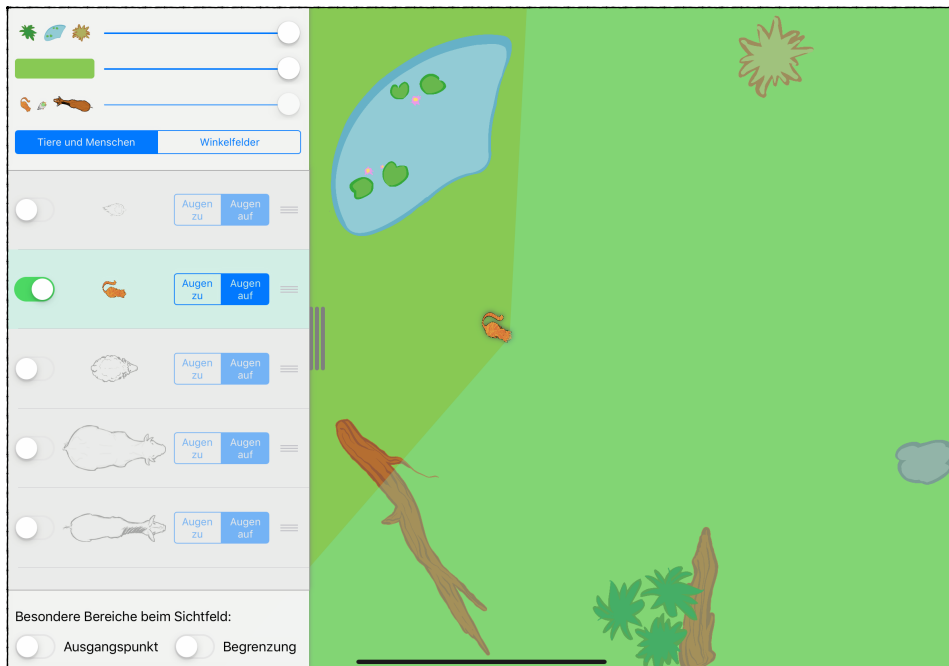 Tiere und Menschen Winkelfelder
Augen zu Augen auf
Augen zu Augen auf
Augen zu Augen auf
Augen zu Augen auf
Augen zu Augen auf
Besondere Bereiche beim Sichtfeld:
Ausgangspunkt Begrenzung